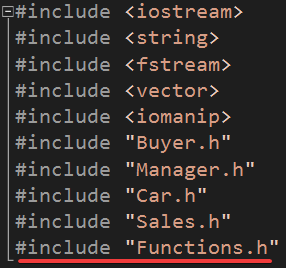 #include <iostream>
#include <string>
#include <fstream>
#include <vector>
#include <iomanip>
#include "Buyer.h"
#include "Manager.h"
#include "Car.h"
#include "Sales.h"
#include "Functions.h"